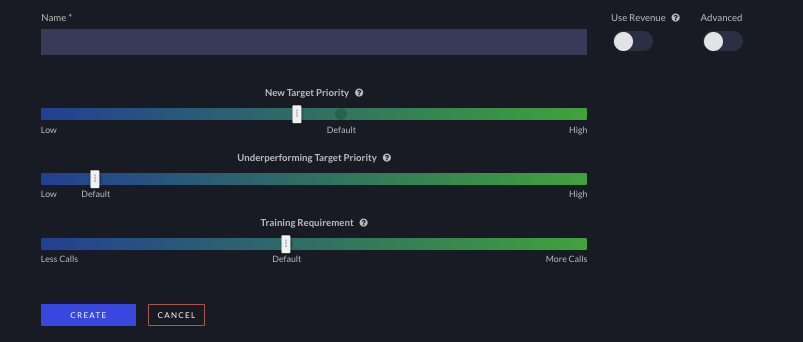 Name *
Use Revenue
Advanced
New Target Priority
Low
Default
High
Underperforming Target Priority
Low
Default
High
Training Requirement
Less Calls
Default
More Calls
CREATE
CANCEL